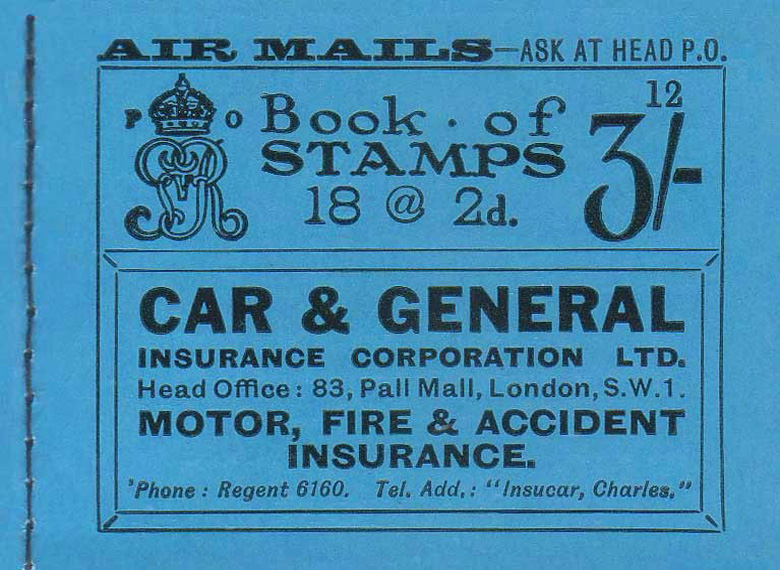 AIR MAILS—ASK AT HEAD P.O.
P O
GvR
Book · of
STAMPS
18 @ 2d.
12
3/-
CAR & GENERAL
INSURANCE CORPORATION LTD.
Head Office: 83, Pall Mall, London, S.W.1.
MOTOR, FIRE & ACCIDENT
INSURANCE.
'Phone: Regent 6160. Tel. Add.: "Insucar, Charles."